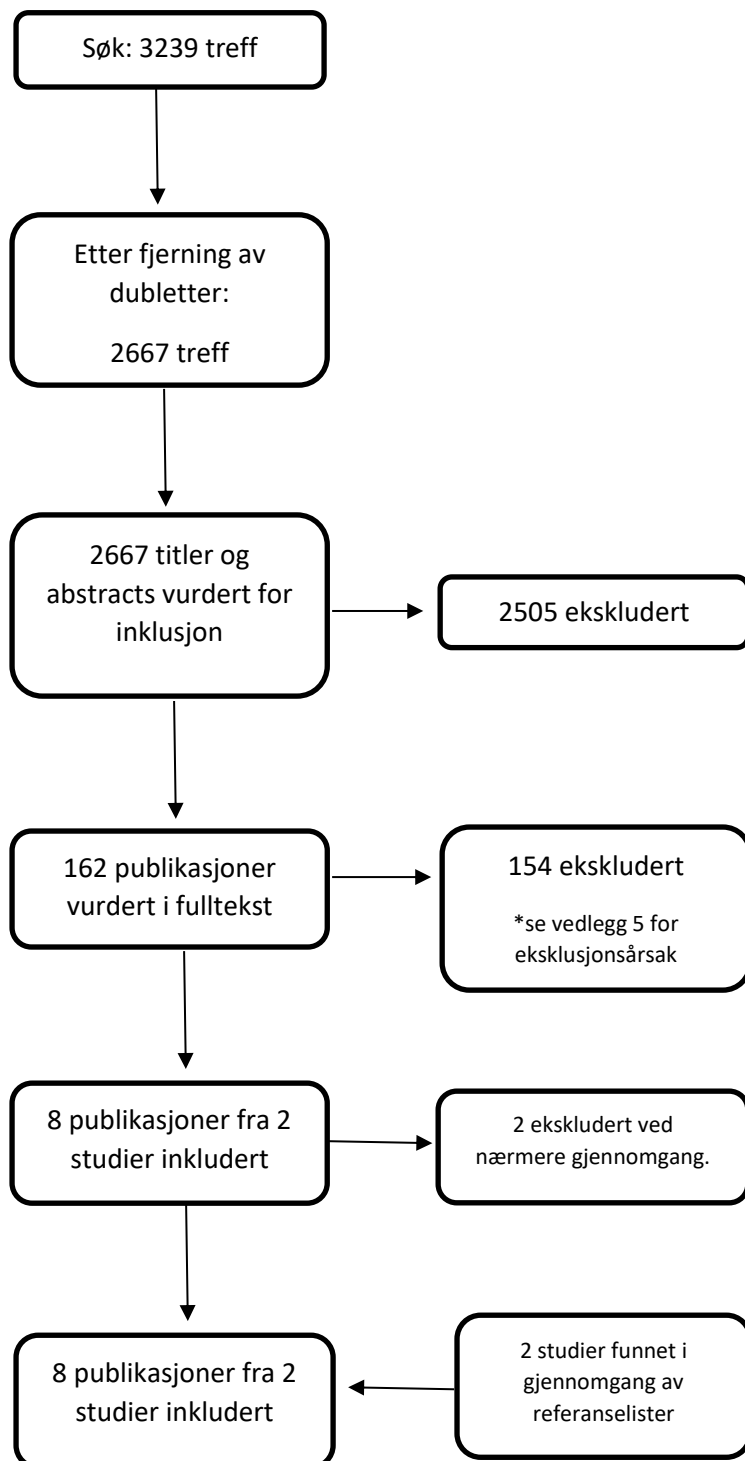 Søk: 3239 treff
Etter fjerning av
dubletter:
2667 treff
2667 titler og
abstracts vurdert for
inklusjon
2505 ekskludert
162 publikasjoner
vurdert i fulltekst
154 ekskludert
*se vedlegg 5 for
eksklusjonsårsak
8 publikasjoner fra 2
studier inkludert
2 ekskludert ved
nærmere gjennomgang.
8 publikasjoner fra 2
studier inkludert
2 studier funnet i
gjennomgang av
referanselister